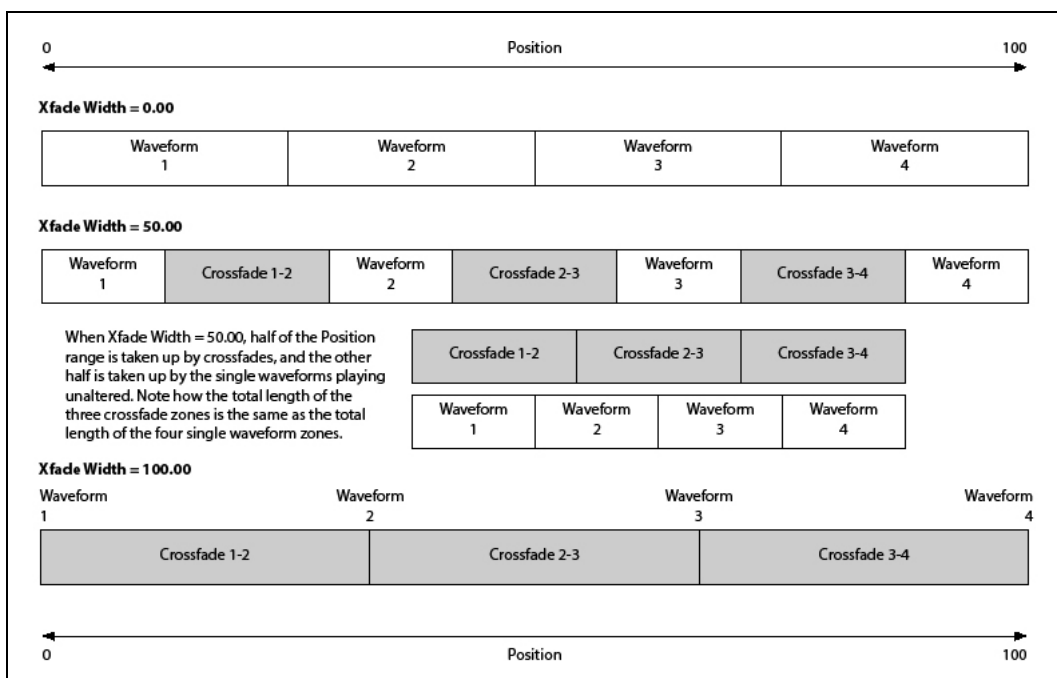 0 Position 100
Xfade Width = 0.00
Waveform Waveform Waveform Waveform
1 2 3 4
Xfade Width = 50.00
Waveform Waveform Waveform Waveform
Crossfade 1-2 Crossfade 2-3 Crossfade 3-4
1 2 3 4
When Xfade Width = 50.00, half of the Position
range is taken up by crossfades, and the other
half is taken up by the single waveforms playing
unaltered. Note how the total length of the
three crossfade zones is the same as the total
length of the four single waveform zones.
Crossfade 1-2 Crossfade 2-3 Crossfade 3-4
Waveform Waveform Waveform Waveform
1 2 3 4
Xfade Width = 100.00
Waveform Waveform Waveform Waveform
1 2 3 4
Crossfade 1-2 Crossfade 2-3 Crossfade 3-4
0 Position 100